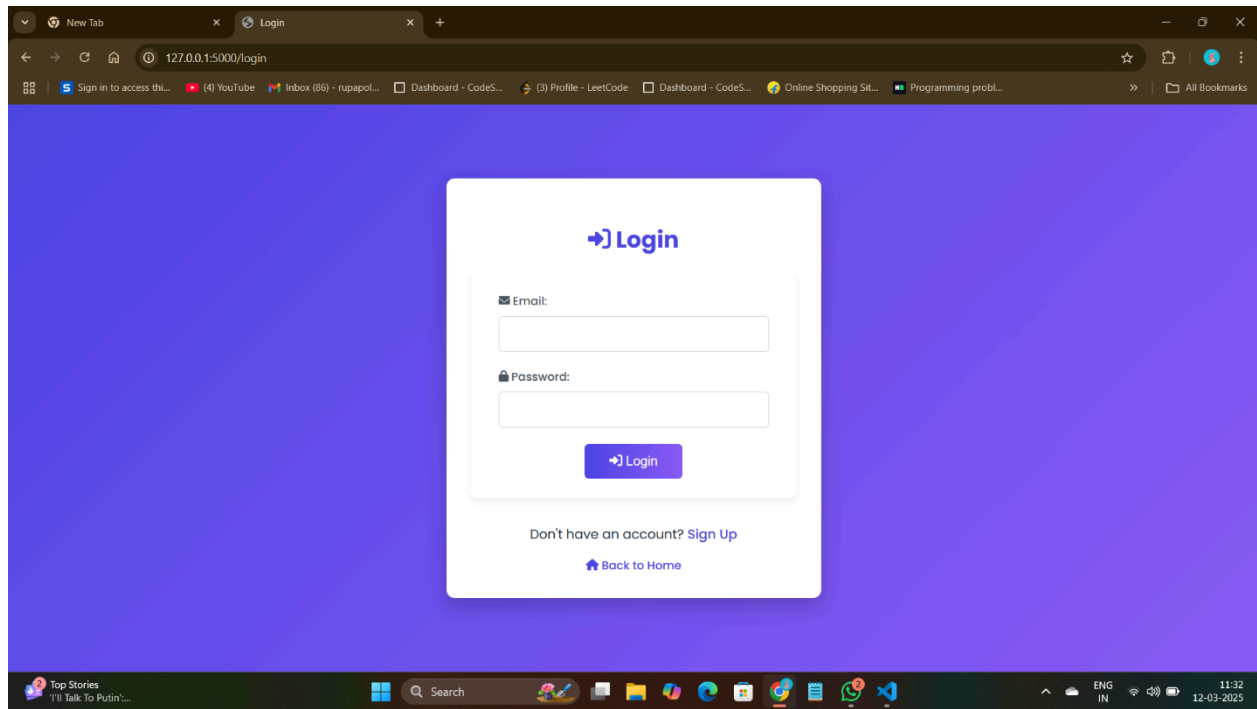 New Tab
Login
127.0.0.1:5000/login
Sign in to access thi...
(4) YouTube
Inbox (86) - rupapol...
Dashboard - CodeS...
(3) Profile - LeetCode
Dashboard - CodeS...
Online Shopping Sit...
Programming probl...
All Bookmarks
Login
Email:
Password:
Login
Don't have an account? Sign Up
Back to Home
2
Top Stories
'I'll Talk To Putin':...
Search
2
ENG
IN
11:32
12-03-2025